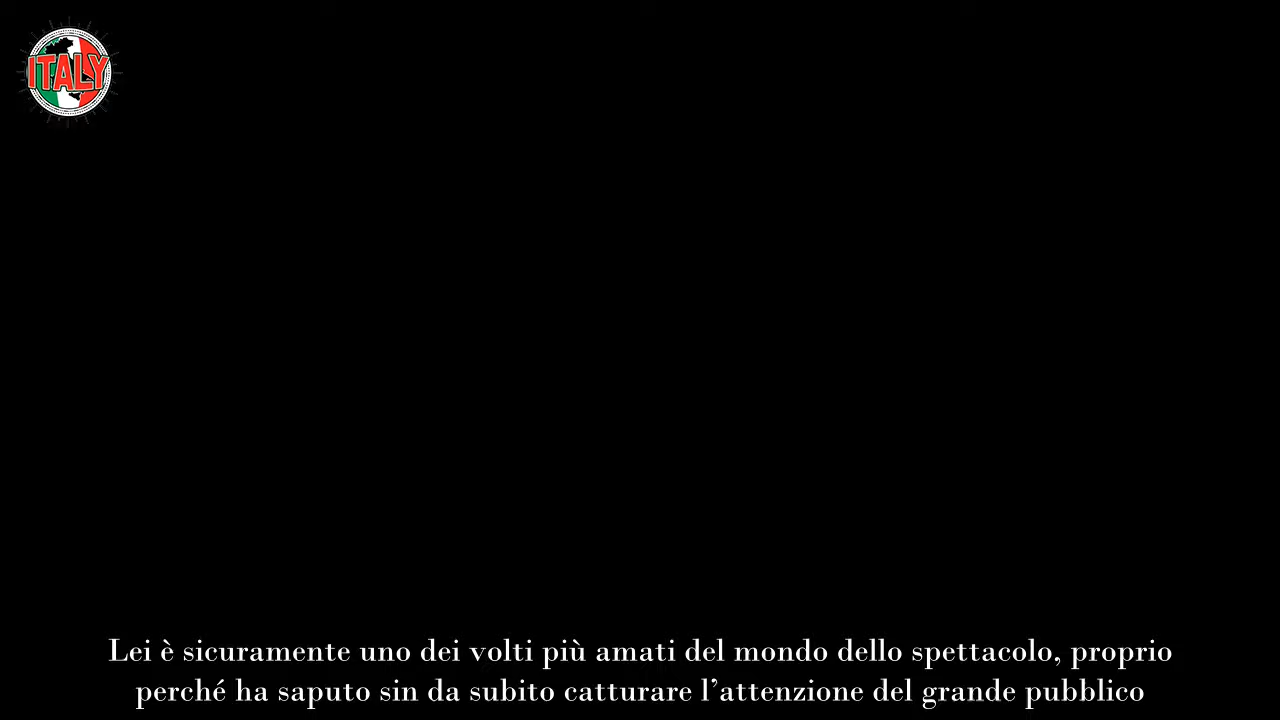 ITALY
Lei è sicuramente uno dei volti più amati del mondo dello spettacolo, proprio
perché ha saputo sin da subito catturare l’attenzione del grande pubblico